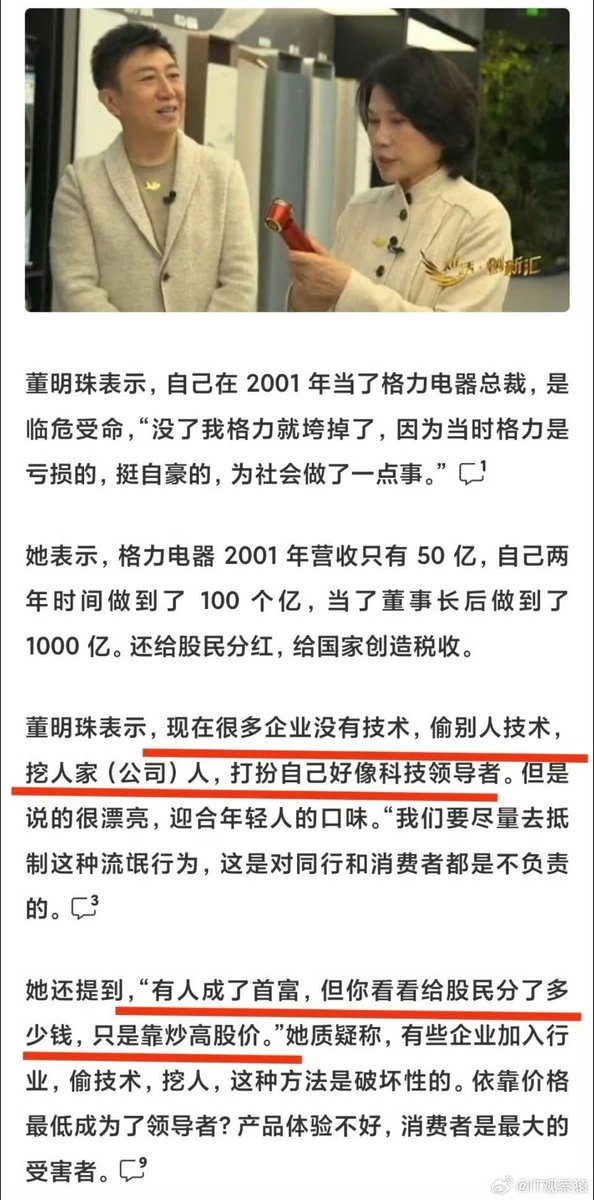 对话·创新汇
董明珠表示，自己在 2001 年当了格力电器总裁，是
临危受命，“没了我格力就垮掉了，因为当时格力是
亏损的，挺自豪的，为社会做了一点事。” 1
她表示，格力电器 2001 年营收只有 50 亿，自己两
年时间做到了 100 个亿，当了董事长后做到了
1000 亿。还给股民分红，给国家创造税收。
董明珠表示，现在很多企业没有技术，偷别人技术，
挖人家（公司）人，打扮自己好像科技领导者。但是
说的很漂亮，迎合年轻人的口味。“我们要尽量去抵
制这种流氓行为，这是对同行和消费者都是不负责
的。 3
她还提到，“有人成了首富，但你看看给股民分了多
少钱，只是靠炒高股价。”她质疑称，有些企业加入行
业，偷技术，挖人，这种方法是破坏性的。依靠价格
最低成为了领导者？产品体验不好，消费者是最大的
受害者。 9
@IT观察猿